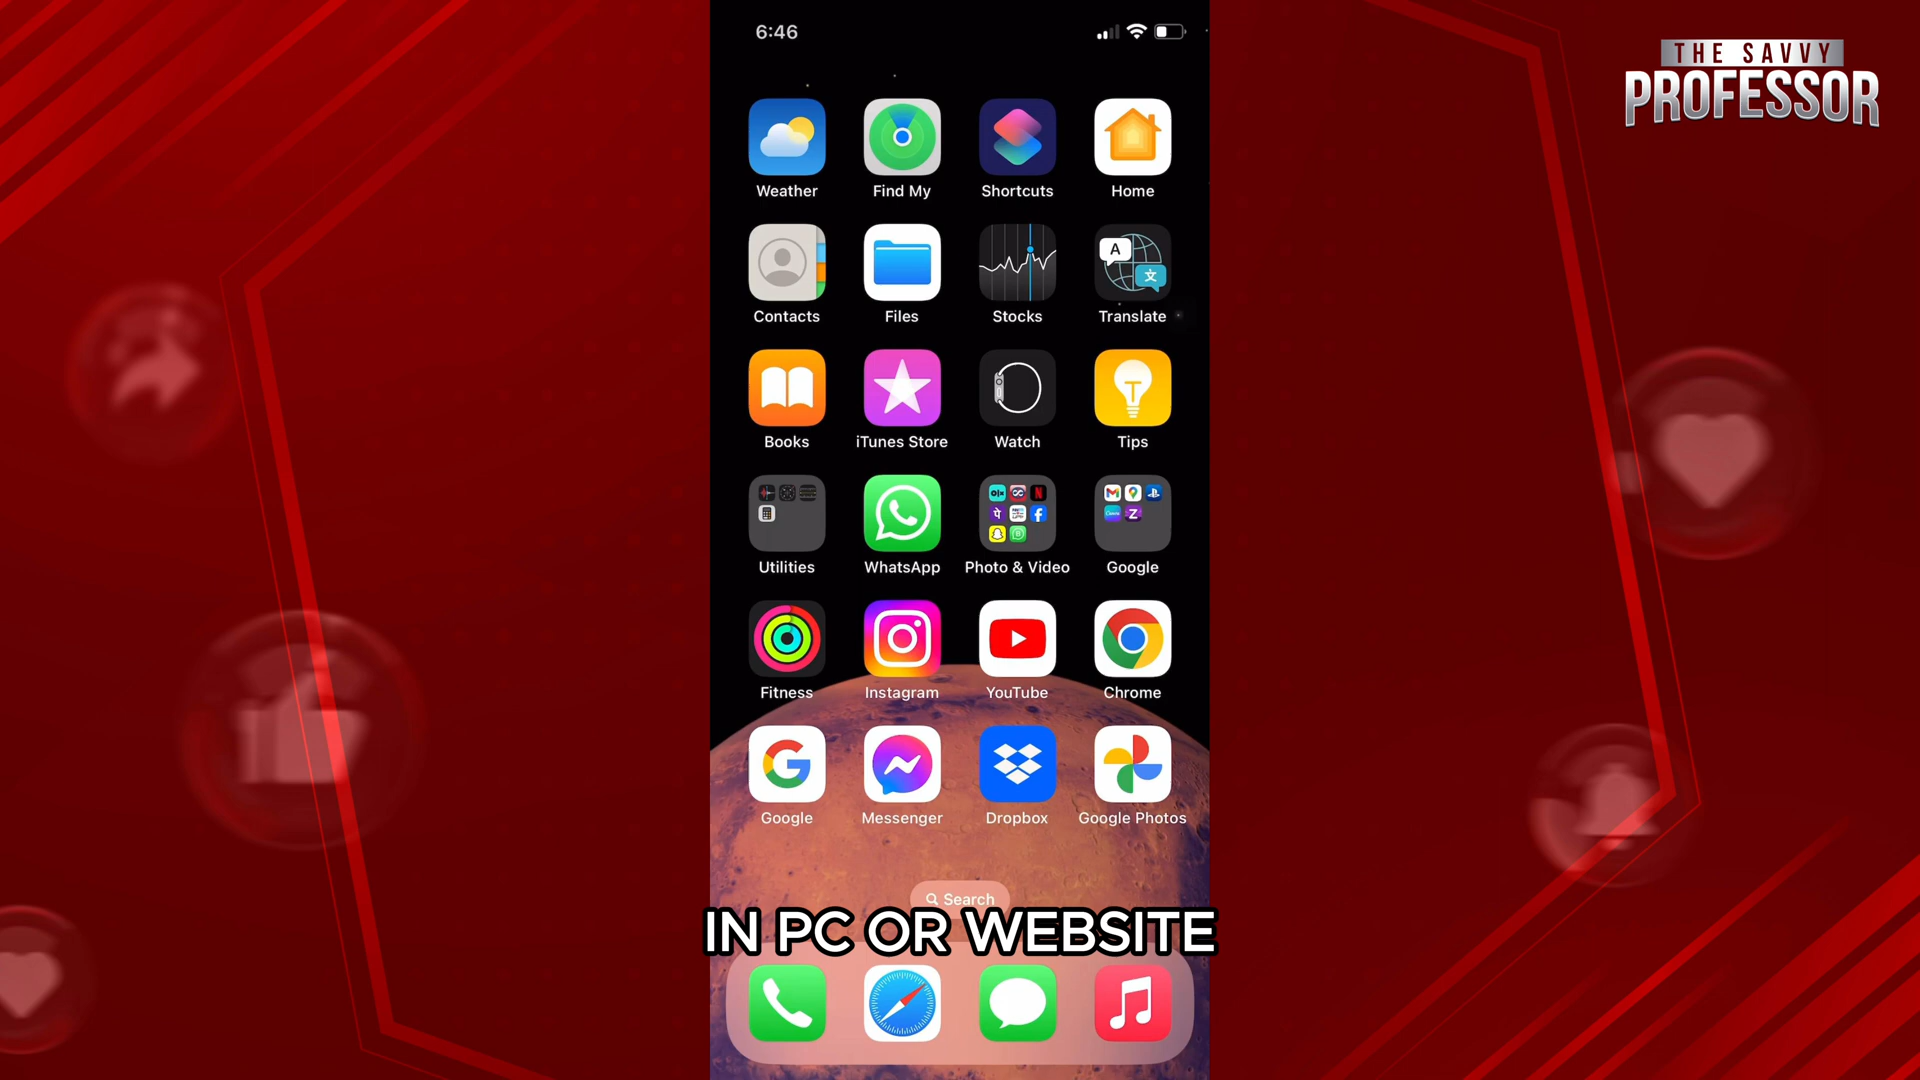 6:46
THE SAVVY
PROFESSOR
Weather
Find My
Shortcuts
Home
A
文
Contacts
Files
Stocks
Translate
Books
iTunes Store
Watch
Tips
Utilities
WhatsApp
Photo & Video
Google
Fitness
Instagram
YouTube
Chrome
Google
Messenger
Dropbox
Google Photos
Search
IN PC OR WEBSITE